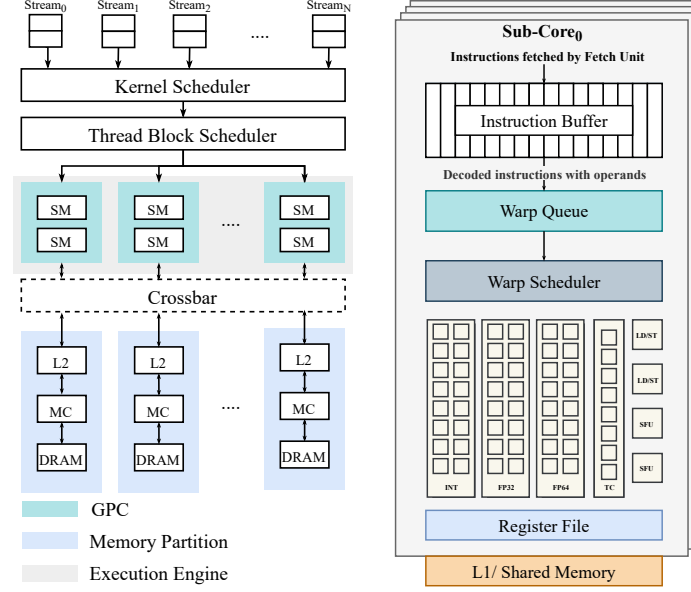 Stream0 Stream1 Stream2 .... StreamN
Kernel Scheduler
Thread Block Scheduler
SM SM .... SM
SM SM SM
Crossbar
L2 L2 L2
MC MC .... MC
DRAM DRAM DRAM
GPC
Memory Partition
Execution Engine
Sub-Core0
Instructions fetched by Fetch Unit
Instruction Buffer
Decoded instructions with operands
Warp Queue
Warp Scheduler
LD/ST
LD/ST
SFU
SFU
INT FP32 FP64 TC
Register File
L1/ Shared Memory